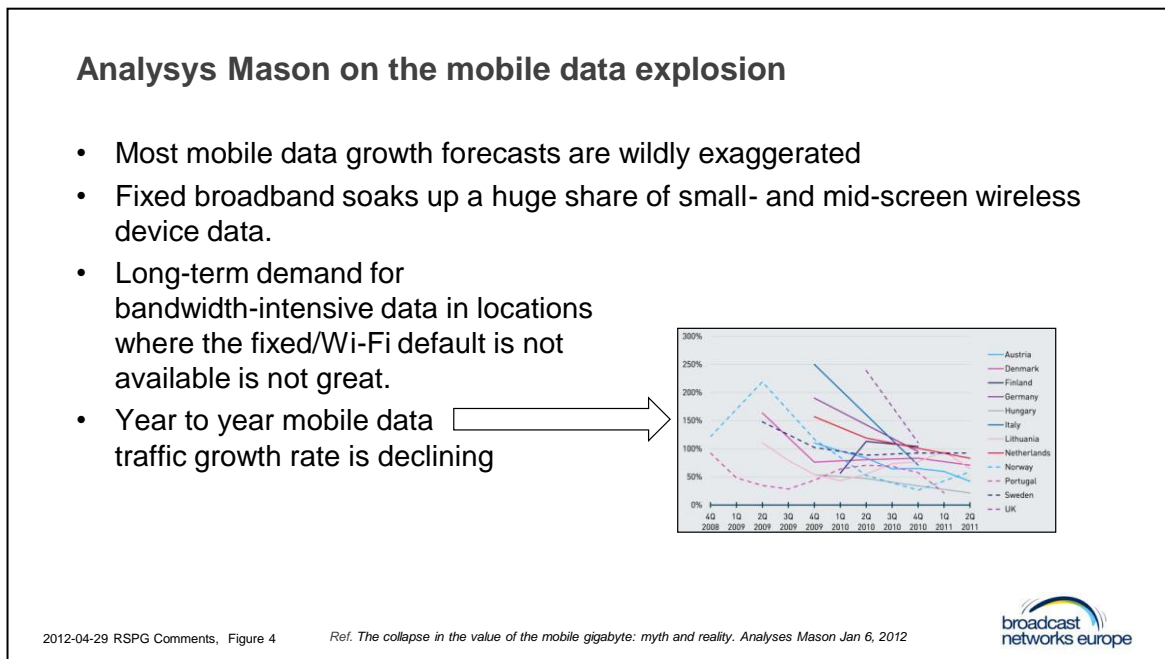 Analysys Mason on the mobile data explosion
• Most mobile data growth forecasts are wildly exaggerated
• Fixed broadband soaks up a huge share of small- and mid-screen wireless
device data.
• Long-term demand for
bandwidth-intensive data in locations
where the fixed/Wi-Fi default is not
available is not great.
• Year to year mobile data
traffic growth rate is declining
300%
250%
200%
150%
100%
50%
0%
4Q 1Q 2Q 3Q 4Q 1Q 2Q 3Q 4Q 1Q 2Q
2008 2009 2009 2009 2009 2010 2010 2010 2010 2011 2011
Austria
Denmark
Finland
Germany
Hungary
Italy
Lithuania
Netherlands
Norway
Portugal
Sweden
UK
2012-04-29 RSPG Comments, Figure 4
Ref. The collapse in the value of the mobile gigabyte: myth and reality. Analyses Mason Jan 6, 2012
broadcast
networks europe